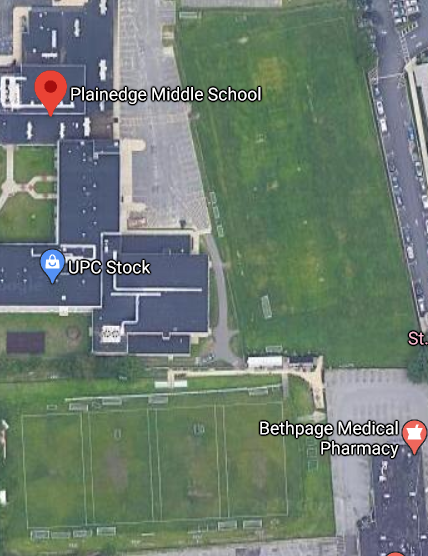 Plainedge Middle School
UPC Stock
St.
Bethpage Medical
Pharmacy